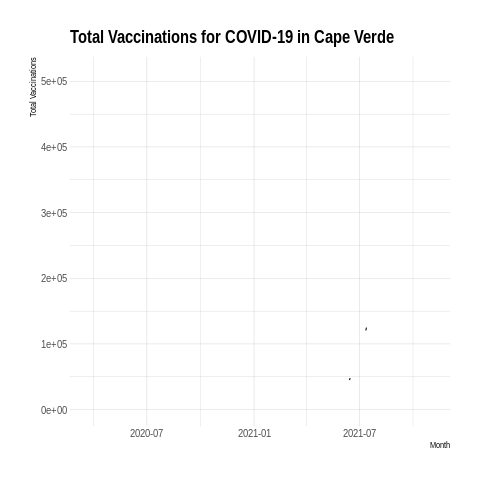 Total Vaccinations for COVID-19 in Cape Verde
Total Vaccinations
5e+05
4e+05
3e+05
2e+05
1e+05
0e+00
2020-07 2021-01 2021-07
Month